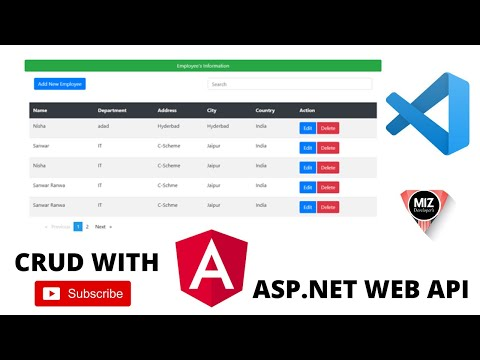 Employee's Information
Add New Employee
Search
Name Department Address City Country Action
Nisha adad Hyderbad Hyderbad India Edit Delete
Sanwar IT C-Scheme Jaipur India Edit Delete
Nisha IT C-Scheme Jaipur India Edit Delete
Sanwar Ranwa IT C-Schme Jaipur India Edit Delete
Sanwar Ranwa IT C-Schme Jaipur India Edit Delete
« Previous 1 2 Next »
MIZ
Developers
CRUD WITH
A
Subscribe
ASP.NET WEB API